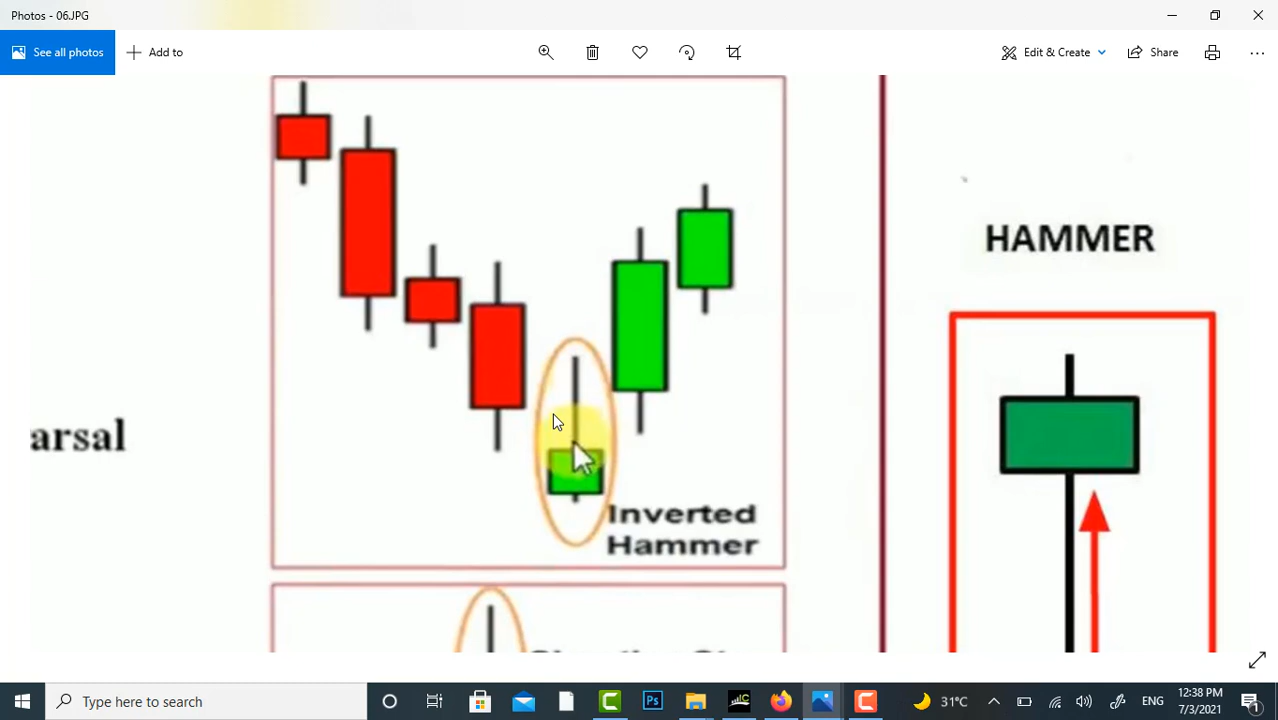 Photos - 06.JPG
See all photos
Add to
Edit & Create
Share
HAMMER
arsal
Inverted
Hammer
Type here to search
31°C
ENG
12:38 PM
7/3/2021